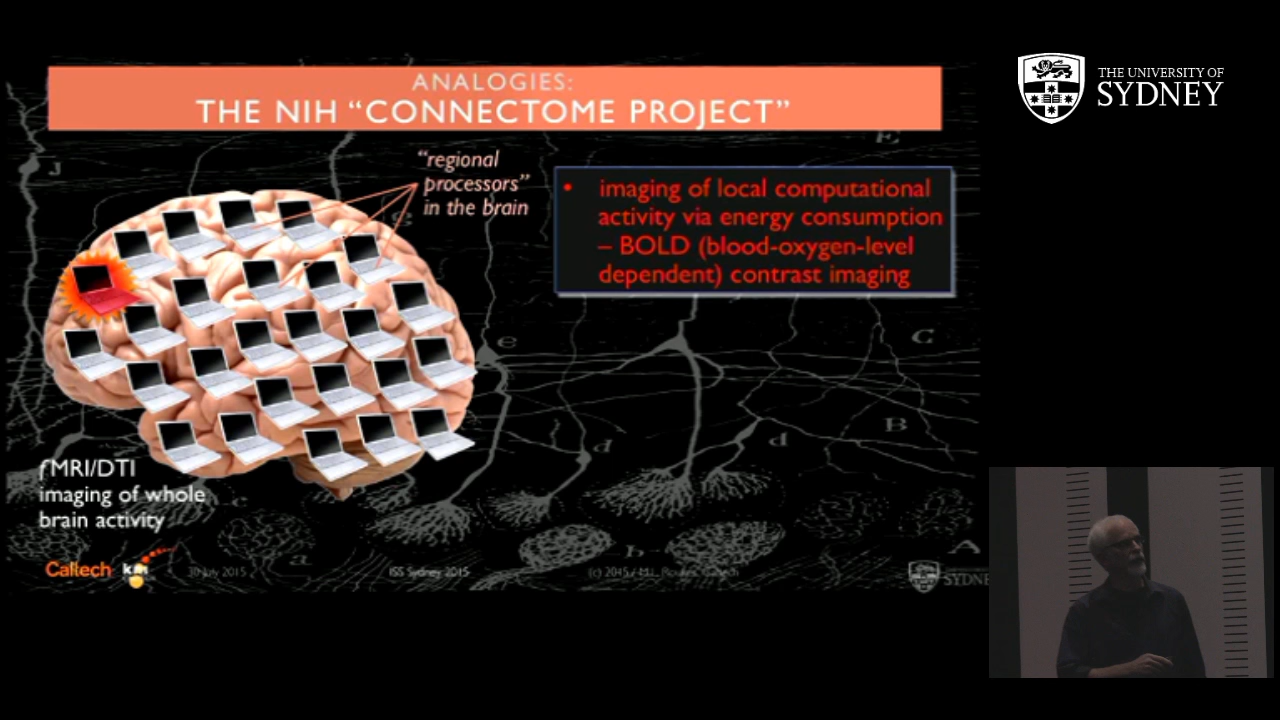 ANALOGIES:
THE NIH “CONNECTOME PROJECT”
THE UNIVERSITY OF
SYDNEY
“regional
processors”
in the brain
• imaging of local computational
activity via energy consumption
– BOLD (blood-oxygen-level
dependent) contrast imaging
J
E
e
C
B
d
d
b
a
A
fMRI/DTI
imaging of whole
brain activity
Caltech
30 July 2015
ISS Sydney 2015
(c) 2015 / M.L. Roukes / Caltech
SYDNE